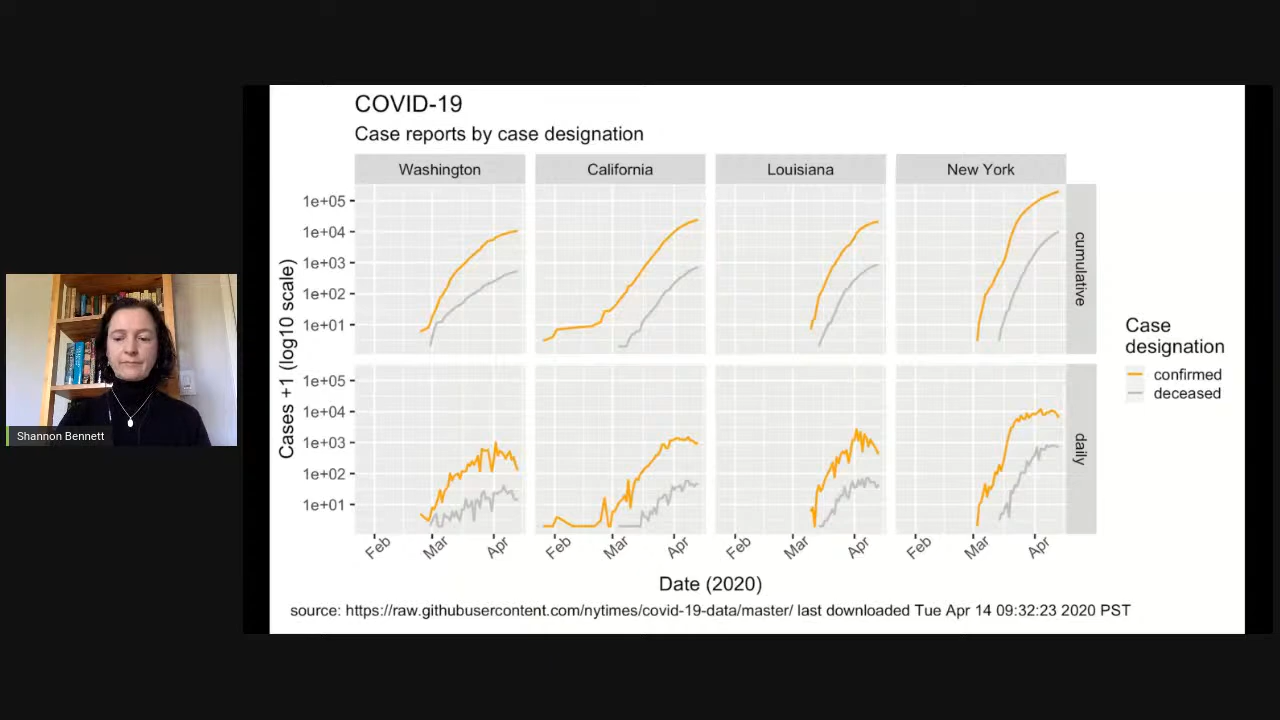 COVID-19
Case reports by case designation
Washington
California
Louisiana
New York
1e+05
1e+04
1e+03
1e+02
1e+01
cumulative
1e+05
1e+04
1e+03
1e+02
1e+01
daily
Cases +1 (log10 scale)
Feb
Mar
Apr
Feb
Mar
Apr
Feb
Mar
Apr
Feb
Mar
Apr
Date (2020)
Case
designation
confirmed
deceased
source: https://raw.githubusercontent.com/nytimes/covid-19-data/master/ last downloaded Tue Apr 14 09:32:23 2020 PST
Shannon Bennett